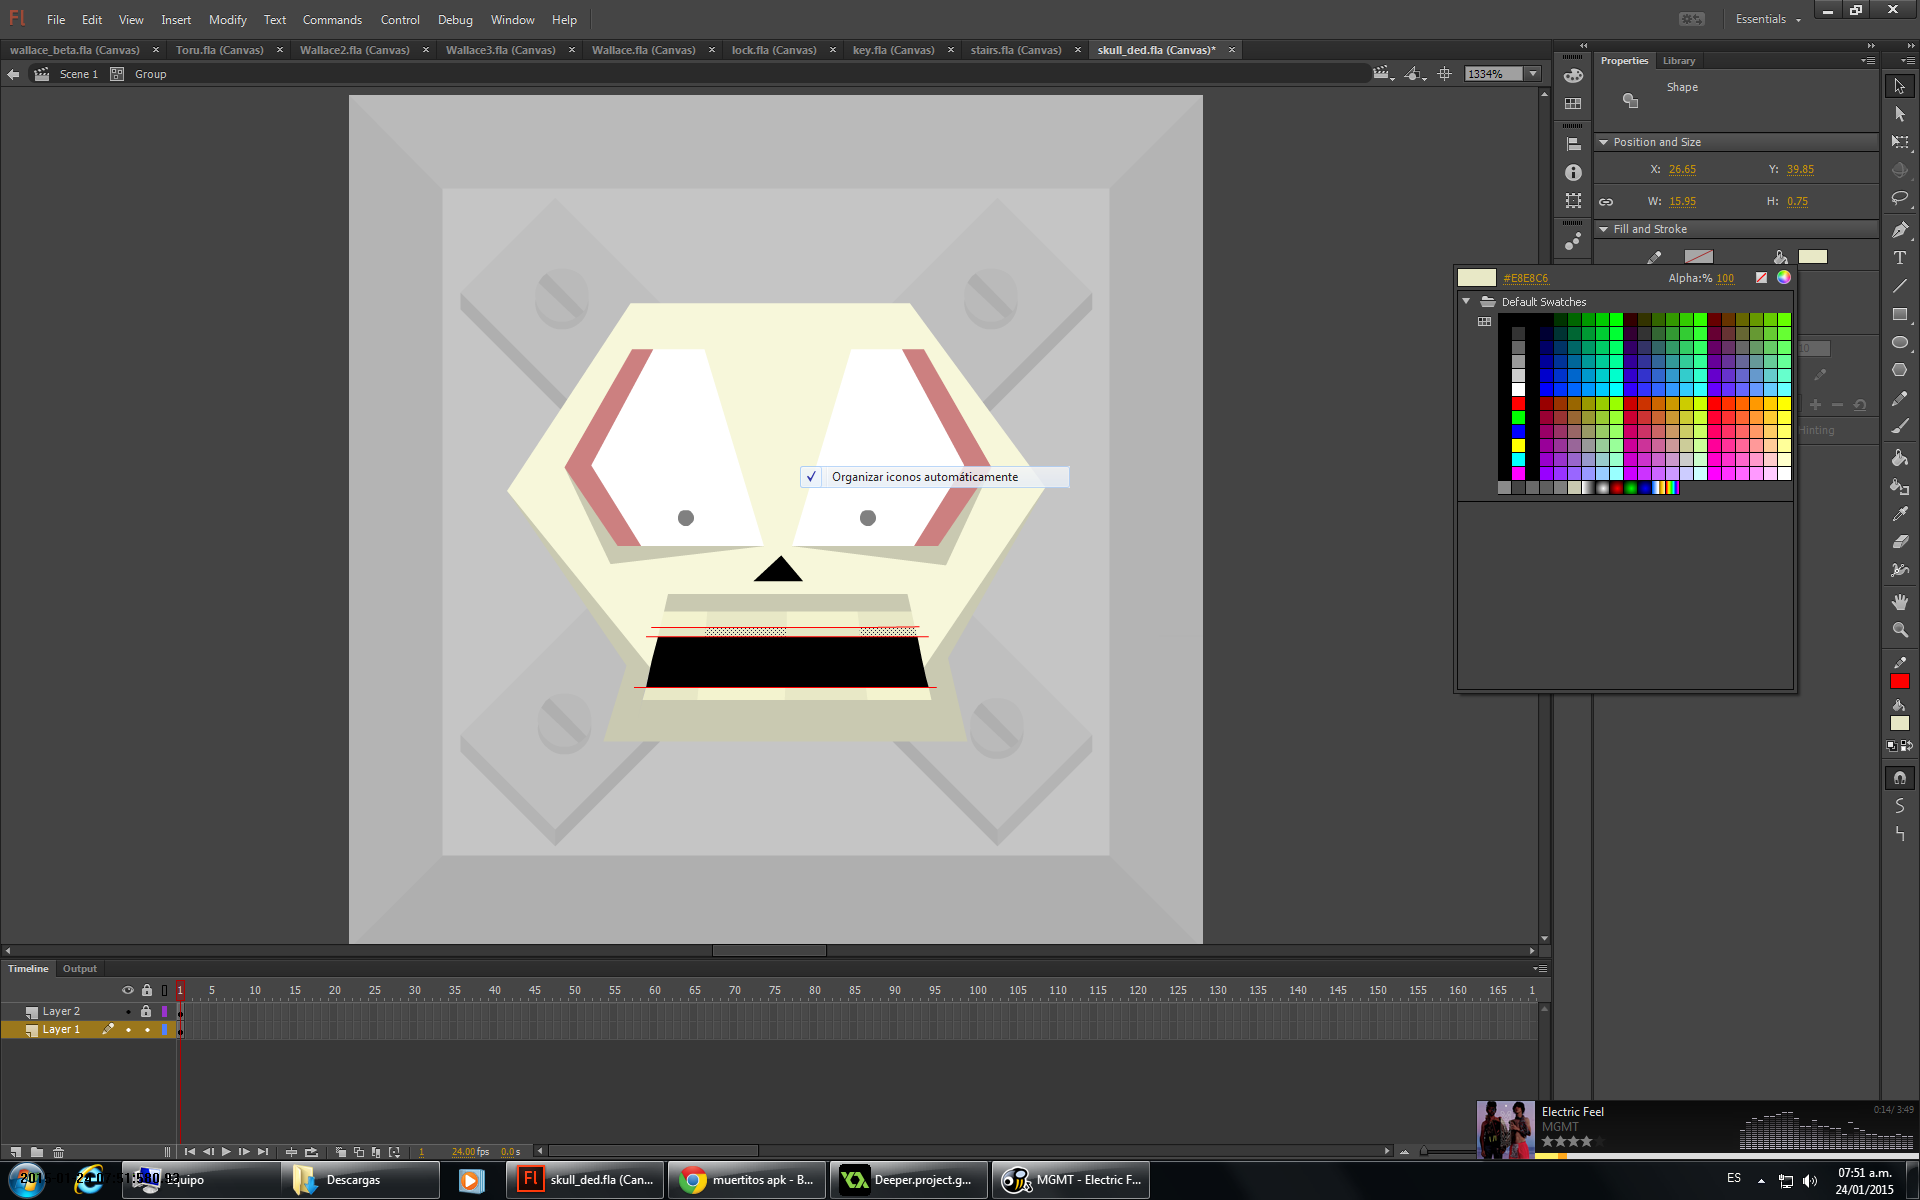 Fl File Edit View Insert Modify Text Commands Control Debug Window Help Essentials
wallace_beta.fla (Canvas) × Toru.fla (Canvas) × Wallace2.fla (Canvas) × Wallace3.fla (Canvas) × Wallace.fla (Canvas) × lock.fla (Canvas) × key.fla (Canvas) × stairs.fla (Canvas) × skull_ded.fla (Canvas)* ×
Scene 1 Group 1334%
Properties Library
Shape
Position and Size
X: 26.65 Y: 39.85
W: 15.95 H: 0.75
Fill and Stroke
#E8E8C6 Alpha:% 100
Default Swatches
10
Hinting
Organizar iconos automáticamente
Timeline Output
1 5 10 15 20 25 30 35 40 45 50 55 60 65 70 75 80 85 90 95 100 105 110 115 120 125 130 135 140 145 150 155 160 165 1
Layer 2
Layer 1
1 24.00 fps 0.0 s
Electric Feel 0:14 / 3:49
MGMT
Equipo Descargas Fl skull_ded.fla (Can... muertitos apk - B... Deeper.project.g... MGMT - Electric F... ES
07:51 a.m.
24/01/2015